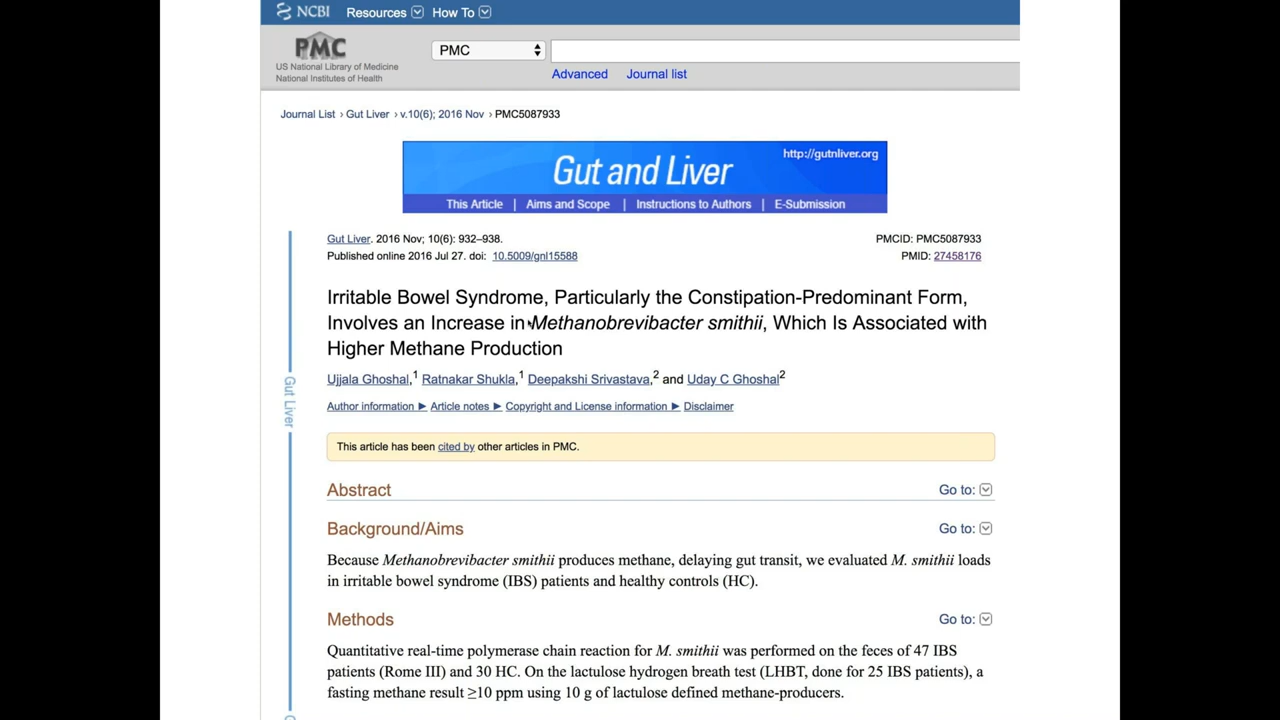 NCBI Resources How To
PMC
PMC
US National Library of Medicine
National Institutes of Health
Advanced Journal list
Journal List › Gut Liver › v.10(6); 2016 Nov › PMC5087933
http://gutnliver.org
Gut and Liver
This Article | Aims and Scope | Instructions to Authors | E-Submission
Gut Liver. 2016 Nov; 10(6): 932–938. PMCID: PMC5087933
Published online 2016 Jul 27. doi: 10.5009/gnl15588 PMID: 27458176
Irritable Bowel Syndrome, Particularly the Constipation-Predominant Form,
Involves an Increase in Methanobrevibacter smithii, Which Is Associated with
Higher Methane Production
Ujjala Ghoshal,1 Ratnakar Shukla,1 Deepakshi Srivastava,2 and Uday C Ghoshal2
Author information ► Article notes ► Copyright and License information ► Disclaimer
Gut Liver
This article has been cited by other articles in PMC.
Abstract Go to:
Background/Aims Go to:
Because Methanobrevibacter smithii produces methane, delaying gut transit, we evaluated M. smithii loads
in irritable bowel syndrome (IBS) patients and healthy controls (HC).
Methods Go to:
Quantitative real-time polymerase chain reaction for M. smithii was performed on the feces of 47 IBS
patients (Rome III) and 30 HC. On the lactulose hydrogen breath test (LHBT, done for 25 IBS patients), a
fasting methane result ≥10 ppm using 10 g of lactulose defined methane-producers.